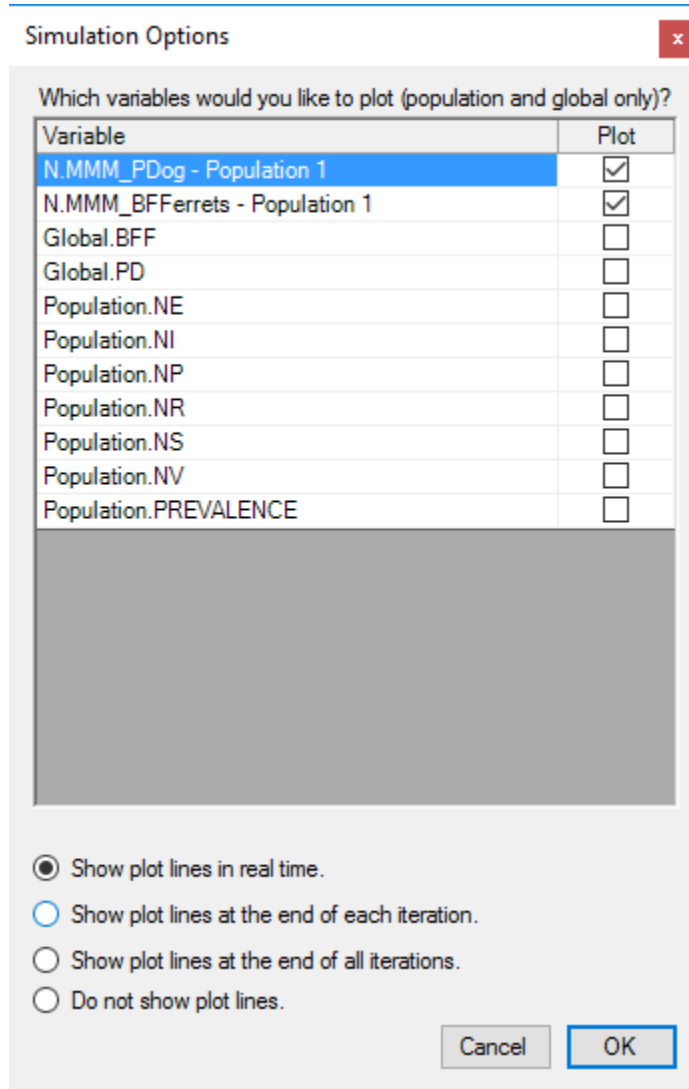 Simulation Options
x
Which variables would you like to plot (population and global only)?
Variable Plot
N.MMM_PDog - Population 1
N.MMM_BFFerrets - Population 1
Global.BFF
Global.PD
Population.NE
Population.NI
Population.NP
Population.NR
Population.NS
Population.NV
Population.PREVALENCE
Show plot lines in real time.
Show plot lines at the end of each iteration.
Show plot lines at the end of all iterations.
Do not show plot lines.
Cancel OK